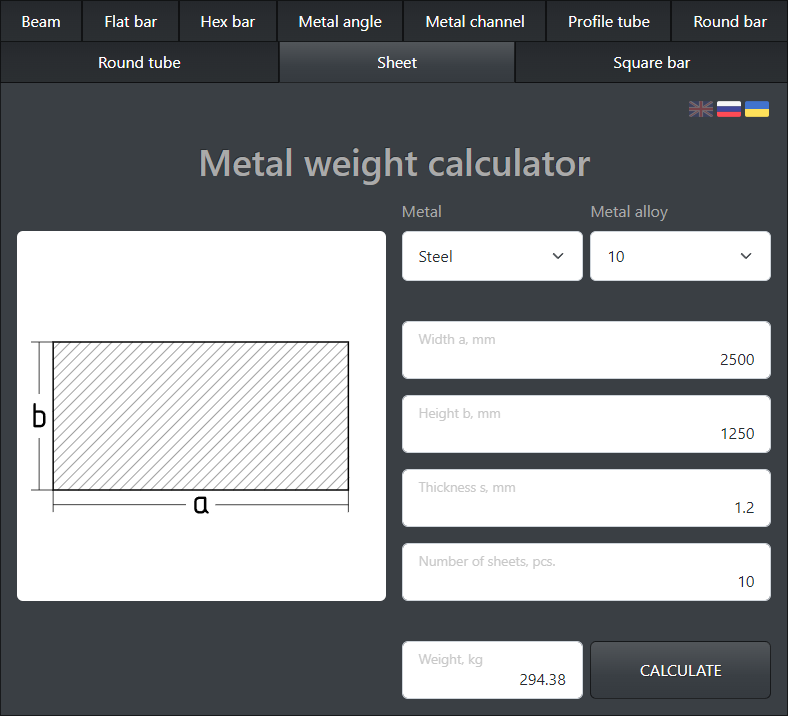 Beam Flat bar Hex bar Metal angle Metal channel Profile tube Round bar
Round tube Sheet Square bar
Metal weight calculator
Metal Metal alloy
Steel 10
Width a, mm
2500
Height b, mm
1250
b
Thickness s, mm
1.2
a
Number of sheets, pcs.
10
Weight, kg
294.38
CALCULATE